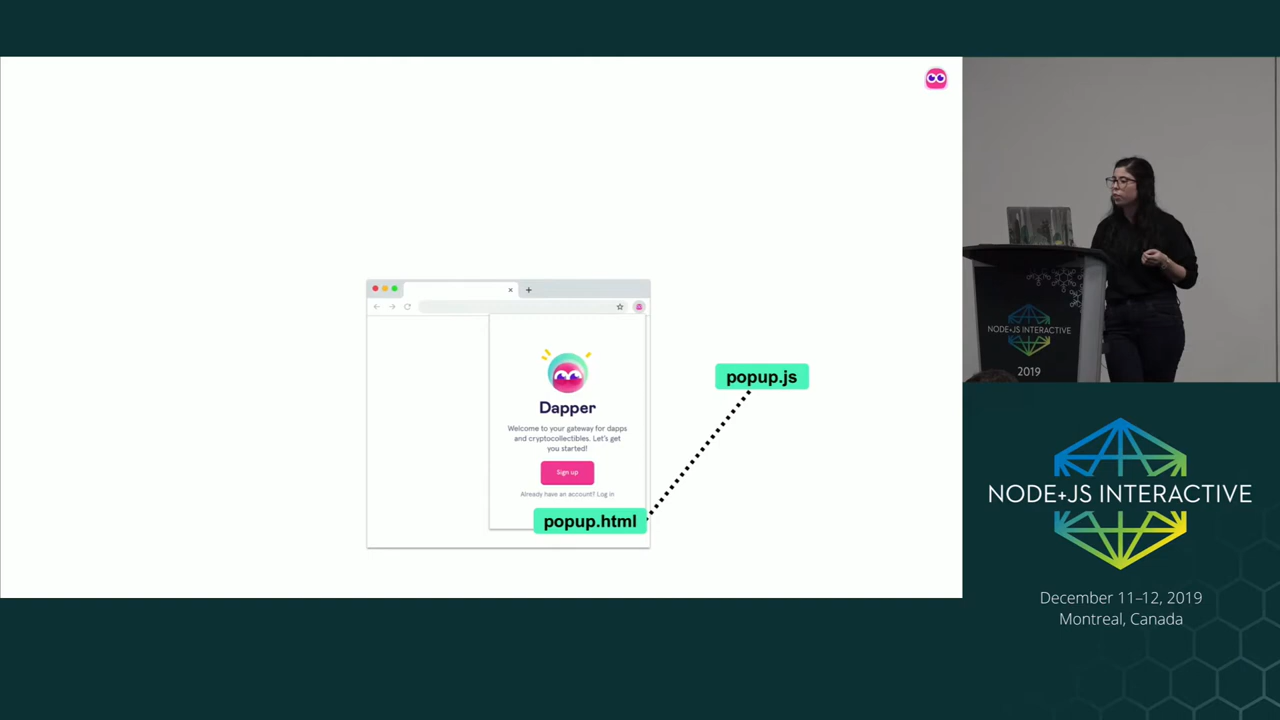 popup.js
Dapper
Welcome to your gateway for dapps
and cryptocollectibles. Let's get
you started!
Sign up
Already have an account? Log in
popup.html
NODE+JS INTERACTIVE
2019
NODE+JS INTERACTIVE
December 11–12, 2019
Montreal, Canada